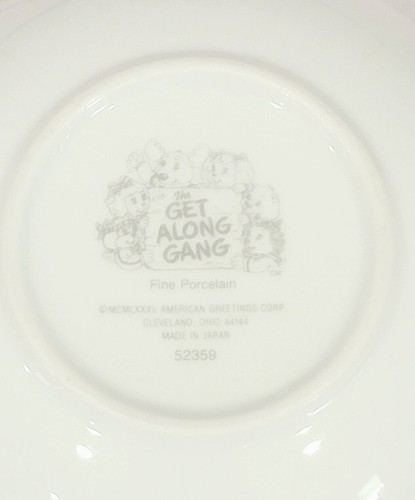 The
GET
ALONG
GANG
TM
Fine Porcelain
© MCMLXXXV AMERICAN GREETINGS CORP.
CLEVELAND, OHIO 44144
MADE IN JAPAN
52359